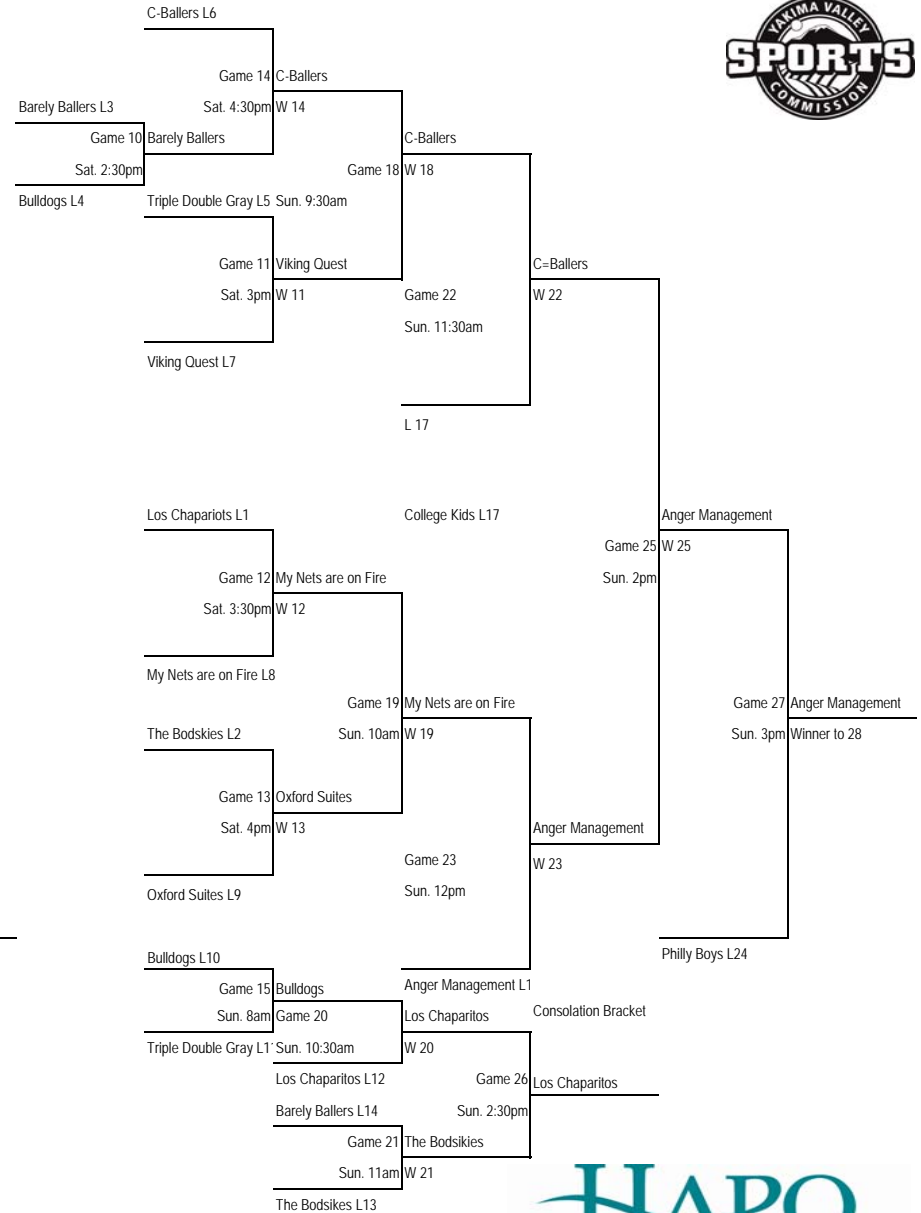 C-Ballers L6
YAKIMA VALLEY
SPORTS
COMMISSION
Game 14 C-Ballers
Barely Ballers L3 Sat. 4:30pm W 14
Game 10 Barely Ballers C-Ballers
Sat. 2:30pm Game 18 W 18
Bulldogs L4 Triple Double Gray L5 Sun. 9:30am
Game 11 Viking Quest C=Ballers
Sat. 3pm W 11 Game 22 W 22
Sun. 11:30am
Viking Quest L7
L 17
Los Chapariots L1 College Kids L17 Anger Management
Game 25 W 25
Game 12 My Nets are on Fire Sun. 2pm
Sat. 3:30pm W 12
My Nets are on Fire L8
Game 19 My Nets are on Fire Game 27 Anger Management
The Bodskies L2 Sun. 10am W 19 Sun. 3pm Winner to 28
Game 13 Oxford Suites
Sat. 4pm W 13 Anger Management
Game 23 W 23
Oxford Suites L9 Sun. 12pm
Bulldogs L10 Philly Boys L24
Game 15 Bulldogs Anger Management L1
Sun. 8am Game 20 Los Chaparitos Consolation Bracket
Triple Double Gray L1 Sun. 10:30am W 20
Los Chaparitos L12 Game 26 Los Chaparitos
Barely Ballers L14 Sun. 2:30pm
Game 21 The Bodsikies
Sun. 11am W 21
The Bodsikes L13
HAPO